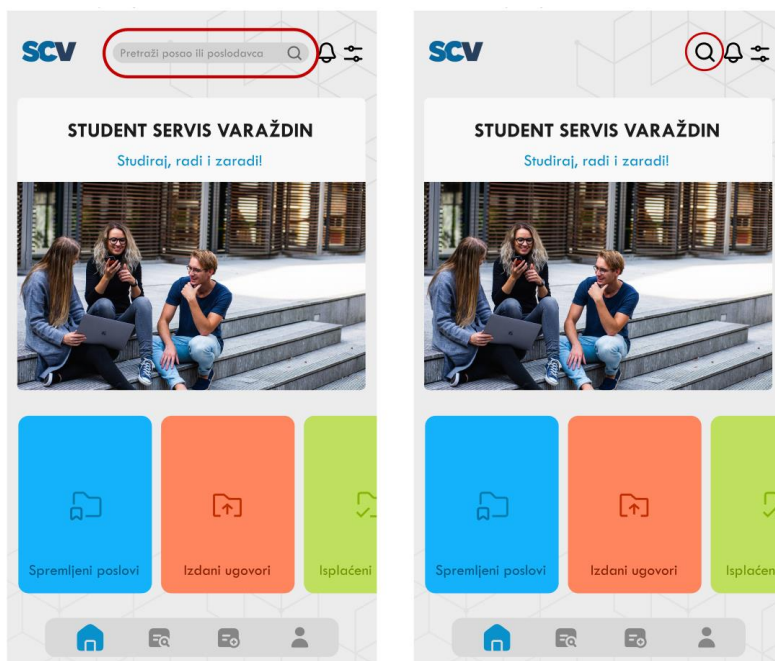 SCV
Pretraži posao ili poslodavca
STUDENT SERVIS VARAŽDIN
Studiraj, radi i zaradi!
Spremljeni poslovi
Izdani ugovori
Isplaćeni
SCV
STUDENT SERVIS VARAŽDIN
Studiraj, radi i zaradi!
Spremljeni poslovi
Izdani ugovori
Isplaćen